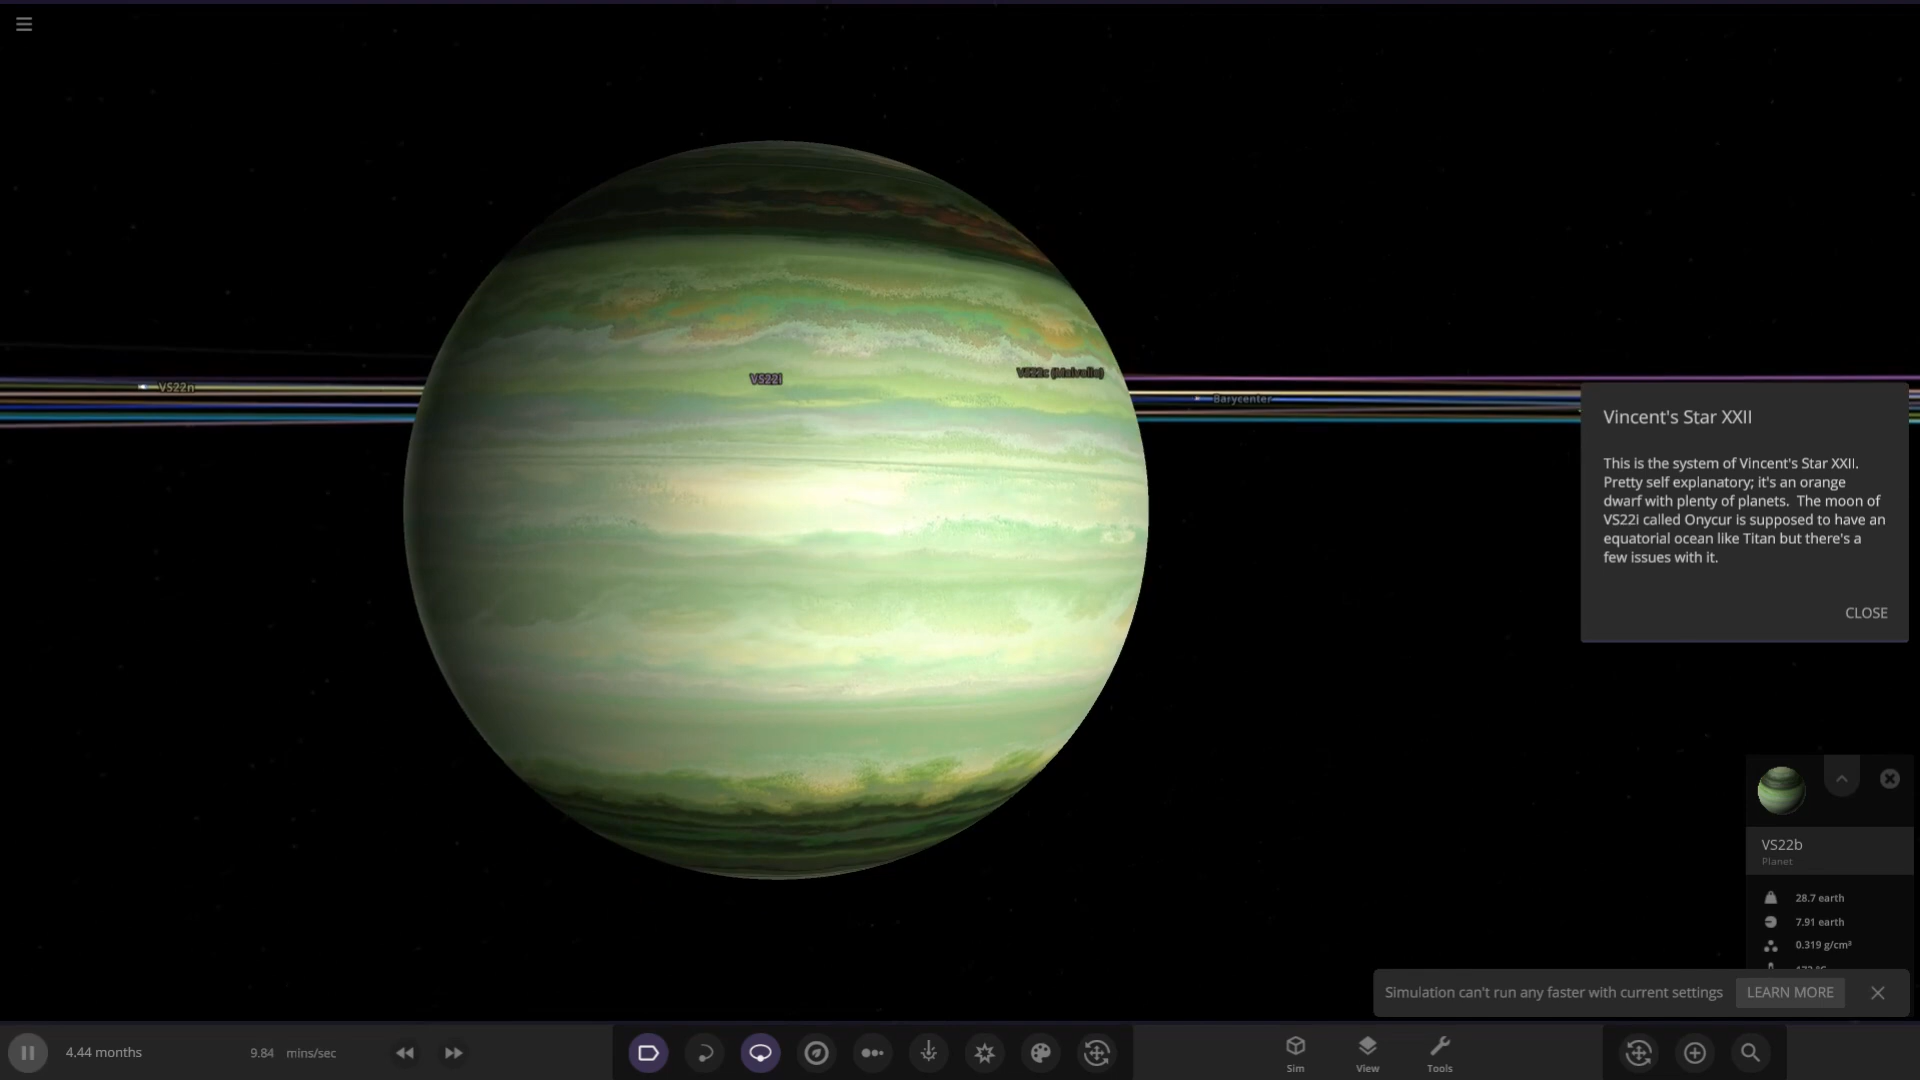 VS22n
VS22l
VS22c (Malvolio)
Barycenter
Vincent's Star XXII
This is the system of Vincent's Star XXII.
Pretty self explanatory; it's an orange
dwarf with plenty of planets.  The moon of
VS22i called Onycur is supposed to have an
equatorial ocean like Titan but there's a
few issues with it.
CLOSE
VS22b
Planet
28.7 earth
7.91 earth
0.319 g/cm³
Simulation can't run any faster with current settings
LEARN MORE
4.44 months
9.84 mins/sec
Sim
View
Tools